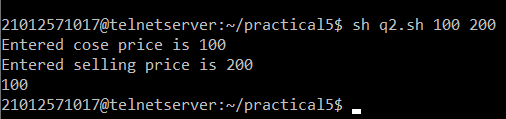 21012571017@telnetserver:~/practical5$ sh q2.sh 100 200
Entered cose price is 100
Entered selling price is 200
100
21012571017@telnetserver:~/practical5$